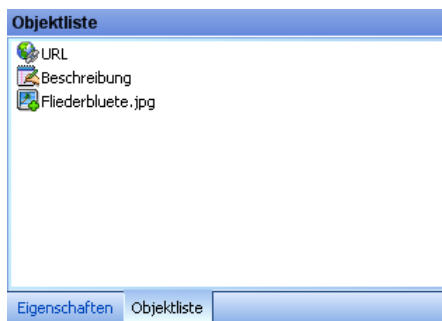 Objektliste
URL
Beschreibung
Fliederbluete.jpg
Eigenschaften Objektliste